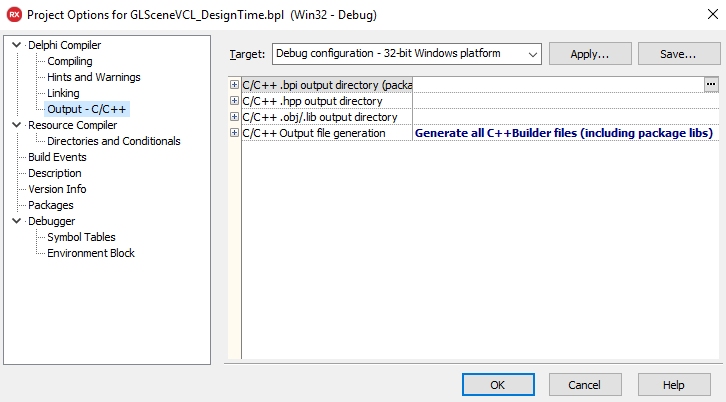 RX Project Options for GLSceneVCL_DesignTime.bpl (Win32 - Debug)
Delphi Compiler
Compiling
Hints and Warnings
Linking
Output - C/C++
Resource Compiler
Directories and Conditionals
Build Events
Description
Version Info
Packages
Debugger
Symbol Tables
Environment Block
Target: Debug configuration - 32-bit Windows platform Apply... Save...
C/C++ .bpi output directory (packa ...
C/C++ .hpp output directory
C/C++ .obj/.lib output directory
C/C++ Output file generation Generate all C++Builder files (including package libs)
OK Cancel Help